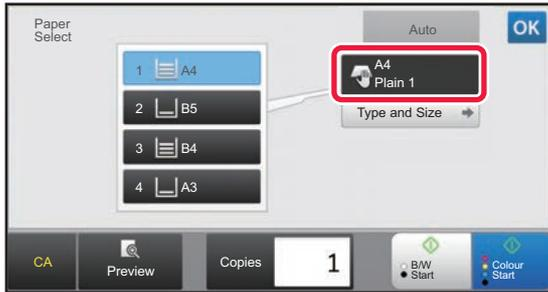 Paper
Select
Auto
OK
1 A4
2 B5
3 B4
4 A3
A4
Plain 1
Type and Size
CA
Preview
Copies
1
B/W
Start
Colour
Start